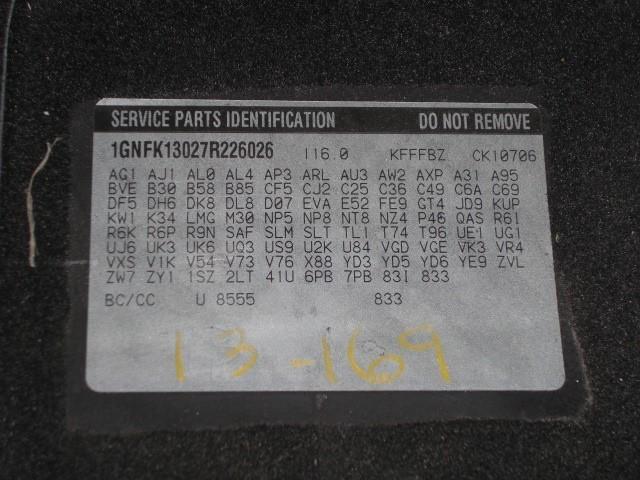 SERVICE PARTS IDENTIFICATION DO NOT REMOVE
1GNFK13027R226026 116.0 KFFFBZ CK10706
AG1 AJ1 AL0 AL4 AP3 ARL AU3 AW2 AXP A31 A95
BVE B30 B58 B85 CF5 CJ2 C25 C36 C49 C6A C69
DF5 DH6 DK8 DL8 D07 EVA E52 FE9 GT4 JD9 KUP
KW1 K34 LMG M30 NP5 NP8 NT8 NZ4 P46 QAS R61
R6K R6P R9N SAF SLM SLT TL1 T74 T96 UE1 UG1
UJ6 UK3 UK6 UQ3 US9 U2K U84 VGD VGE VK3 VR4
VXS V1K V54 V73 V76 X88 YD3 YD5 YD6 YE9 ZVL
ZW7 ZY1 1SZ 2LT 41U 6PB 7PB 83I 833
BC/CC U 8555 833
13-169